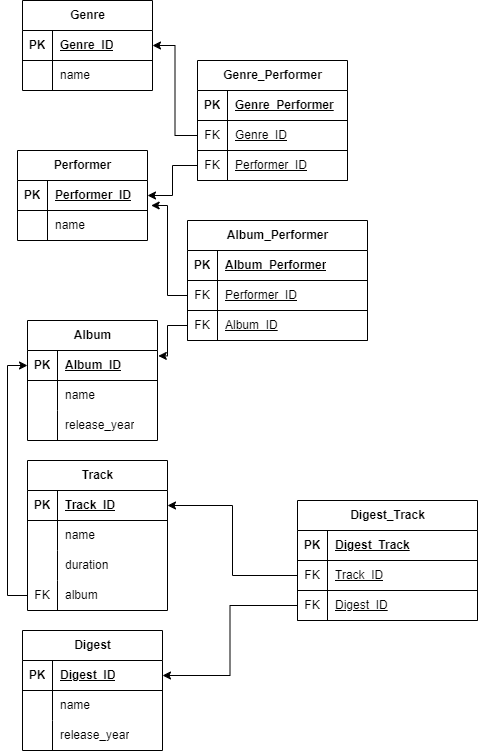 Genre
PK Genre_ID
name
Genre_Performer
PK Genre_Performer
FK Genre_ID
FK Performer_ID
Performer
PK Performer_ID
name
Album_Performer
PK Album_Performer
FK Performer_ID
FK Album_ID
Album
PK Album_ID
name
release_year
Track
PK Track_ID
name
duration
FK album
Digest_Track
PK Digest_Track
FK Track_ID
FK Digest_ID
Digest
PK Digest_ID
name
release_year